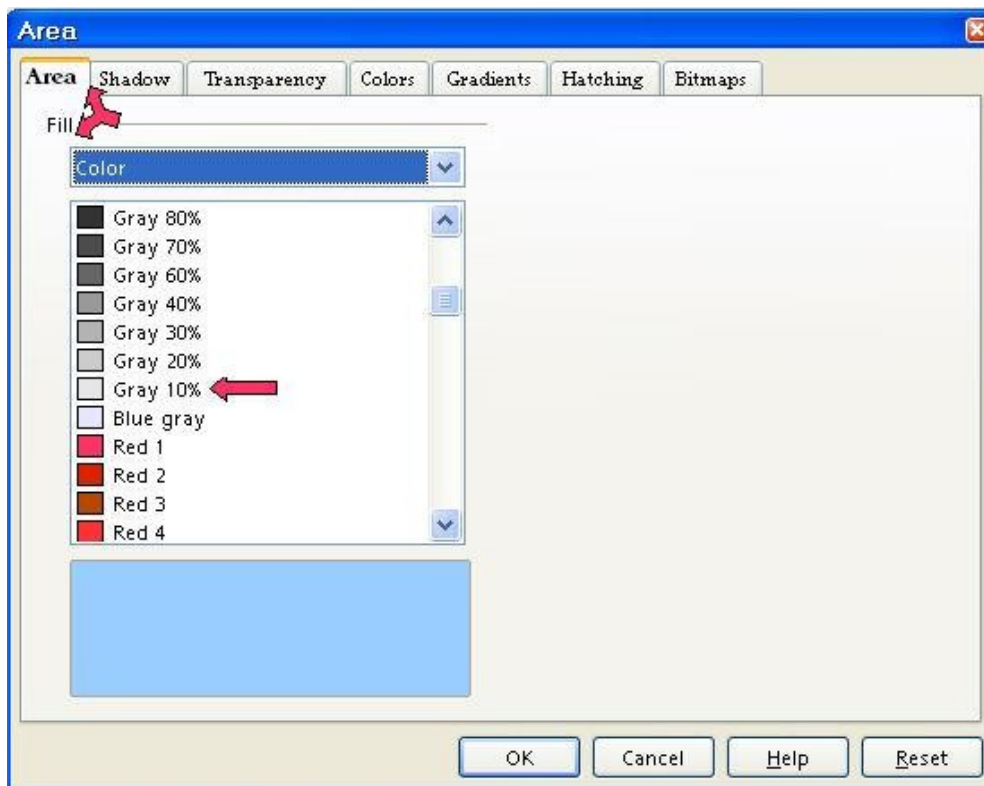 Area
Area Shadow Transparency Colors Gradients Hatching Bitmaps
Fill
Color
Gray 80%
Gray 70%
Gray 60%
Gray 40%
Gray 30%
Gray 20%
Gray 10%
Blue gray
Red 1
Red 2
Red 3
Red 4
OK Cancel Help Reset